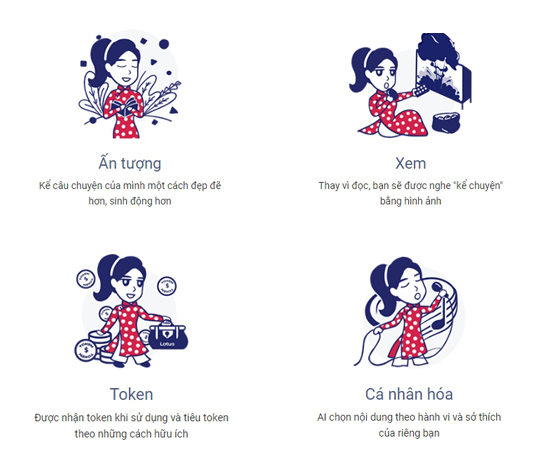 Ấn tượng
Kể câu chuyện của mình một cách đẹp đẽ
hơn, sinh động hơn
Xem
Thay vì đọc, bạn sẽ được nghe "kể chuyện"
bằng hình ảnh
Lotus
Token
Được nhận token khi sử dụng và tiêu token
theo những cách hữu ích
Cá nhân hóa
AI chọn nội dung theo hành vi và sở thích
của riêng bạn